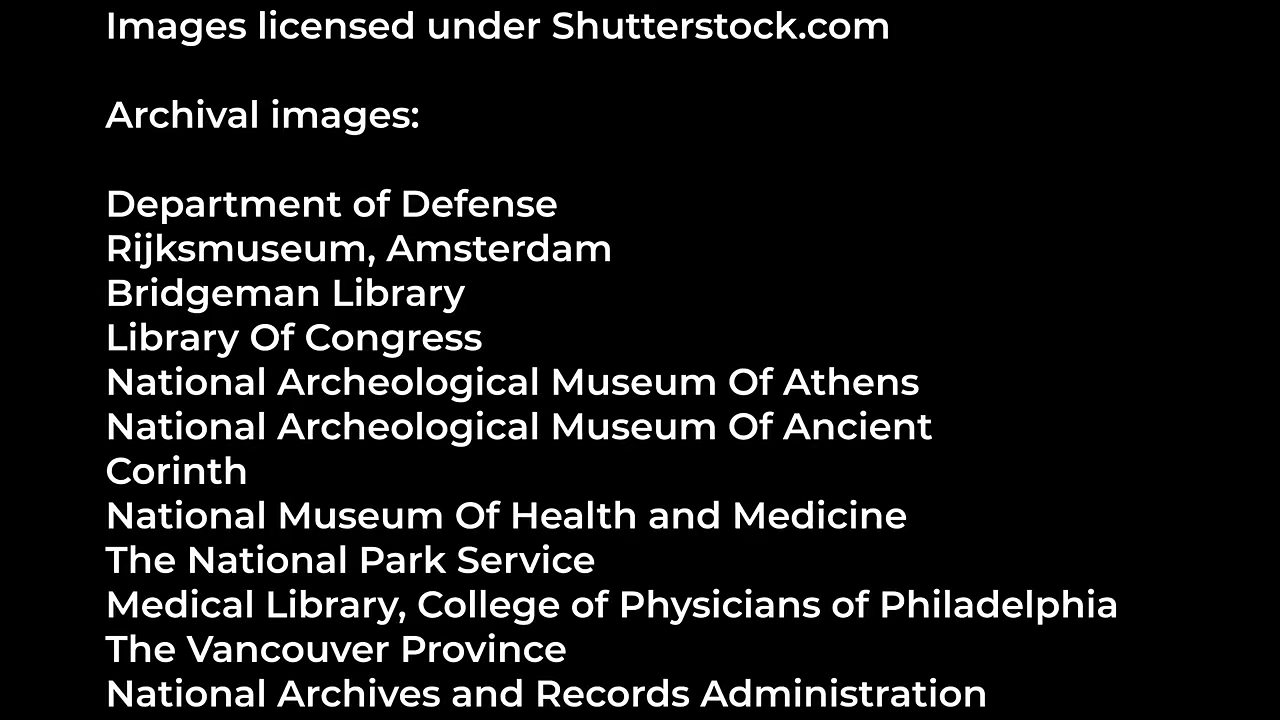 Images licensed under Shutterstock.com
Archival images:
Department of Defense
Rijksmuseum, Amsterdam
Bridgeman Library
Library Of Congress
National Archeological Museum Of Athens
National Archeological Museum Of Ancient
Corinth
National Museum Of Health and Medicine
The National Park Service
Medical Library, College of Physicians of Philadelphia
The Vancouver Province
National Archives and Records Administration